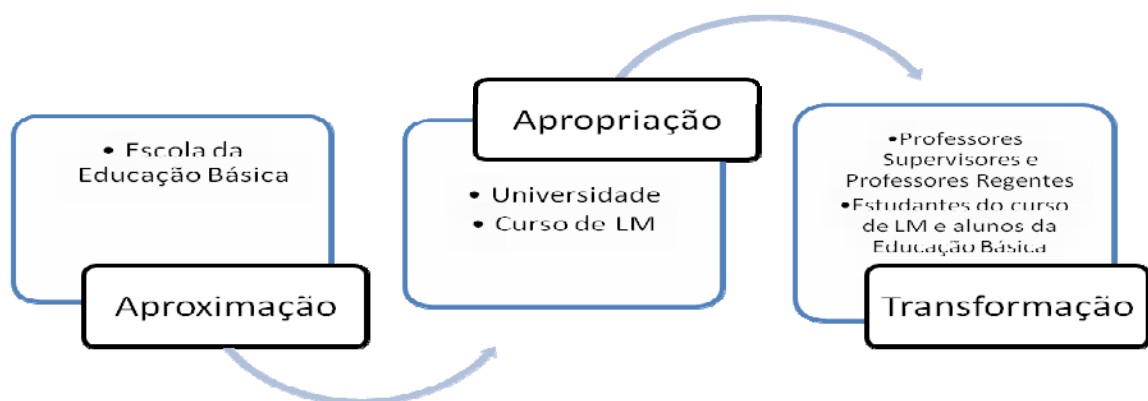 • Escola da
Educação Básica
Aproximação
Apropriação
• Universidade
• Curso de LM
•Professores
Supervisores e
Professores Regentes
•Estudantes do curso
de LM e alunos da
Educação Básica
Transformação